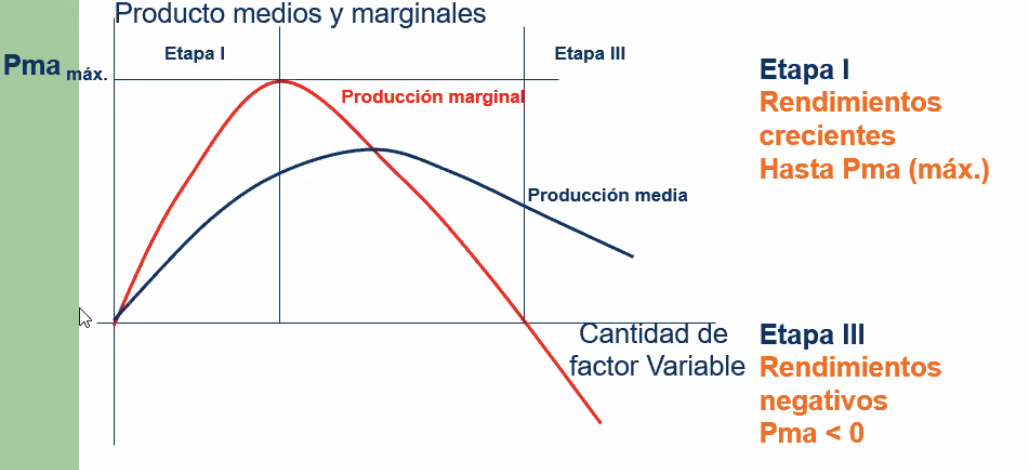 Producto medios y marginales
Etapa I
Etapa III
Pma máx.
Producción marginal
Producción media
Cantidad de
factor Variable
Etapa I
Rendimientos
crecientes
Hasta Pma (máx.)
Etapa III
Rendimientos
negativos
Pma < 0